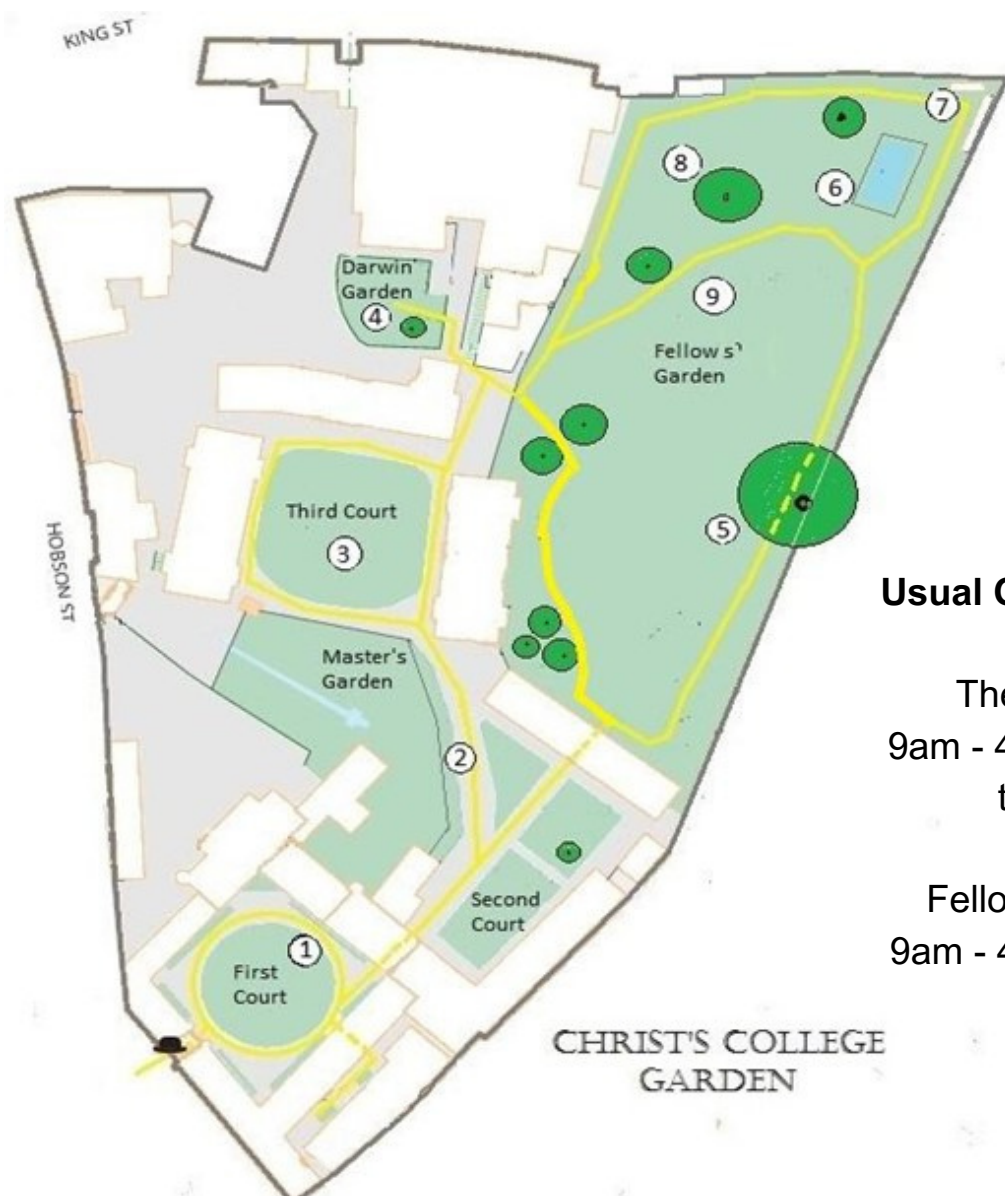 KING ST
7
8
6
Darwin'
Garden
4
9
Fellow s'
Garden
Third Court
3
5
HOBSON ST
Usual
Master's
Garden
The
9am - 4
2
t
Second
Court
Fello
9am - 4
1
First
Court
CHRIST'S COLLEGE
GARDEN